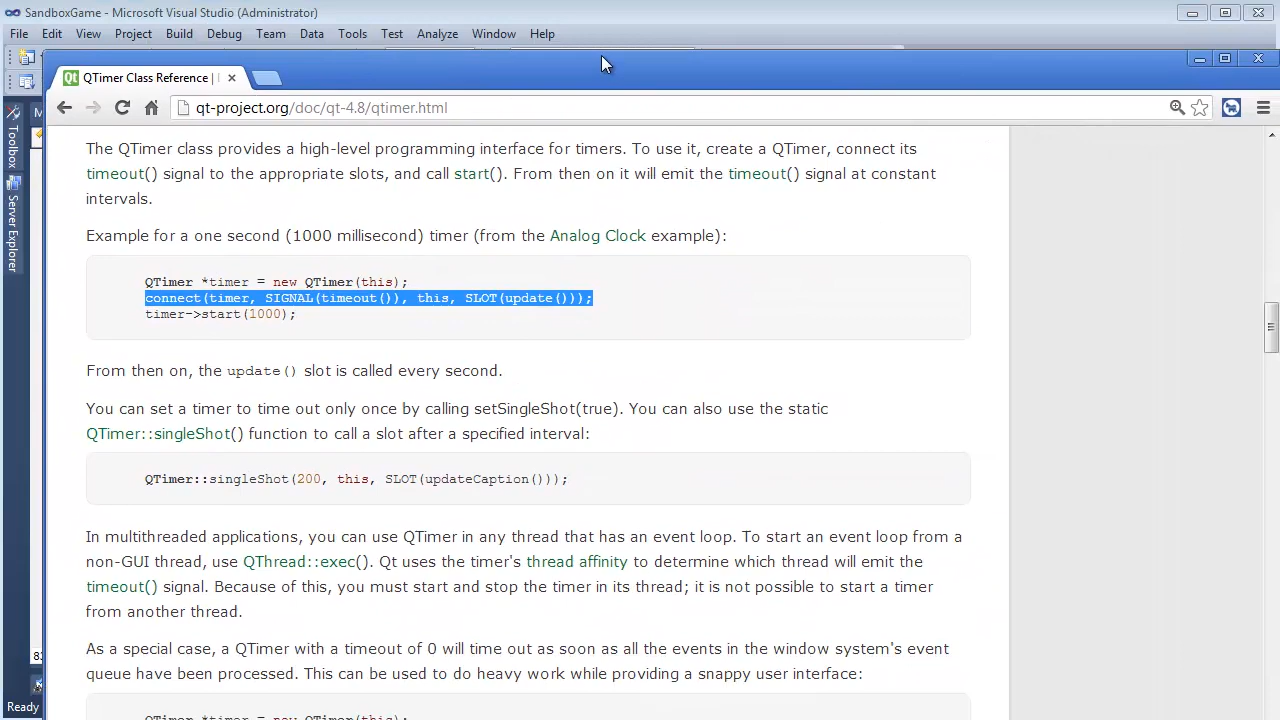 SandboxGame - Microsoft Visual Studio (Administrator)
File Edit View Project Build Debug Team Data Tools Test Analyze Window Help
QTimer Class Reference |
qt-project.org/doc/qt-4.8/qtimer.html
Toolbox
Server Explorer
The QTimer class provides a high-level programming interface for timers. To use it, create a QTimer, connect its
timeout() signal to the appropriate slots, and call start(). From then on it will emit the timeout() signal at constant
intervals.
Example for a one second (1000 millisecond) timer (from the Analog Clock example):
QTimer *timer = new QTimer(this);
connect(timer, SIGNAL(timeout()), this, SLOT(update()));
timer->start(1000);
From then on, the update() slot is called every second.
You can set a timer to time out only once by calling setSingleShot(true). You can also use the static
QTimer::singleShot() function to call a slot after a specified interval:
QTimer::singleShot(200, this, SLOT(updateCaption()));
In multithreaded applications, you can use QTimer in any thread that has an event loop. To start an event loop from a
non-GUI thread, use QThread::exec(). Qt uses the timer's thread affinity to determine which thread will emit the
timeout() signal. Because of this, you must start and stop the timer in its thread; it is not possible to start a timer
from another thread.
As a special case, a QTimer with a timeout of 0 will time out as soon as all the events in the window system's event
queue have been processed. This can be used to do heavy work while providing a snappy user interface:
QTimer *timer = new QTimer(this);
Ready